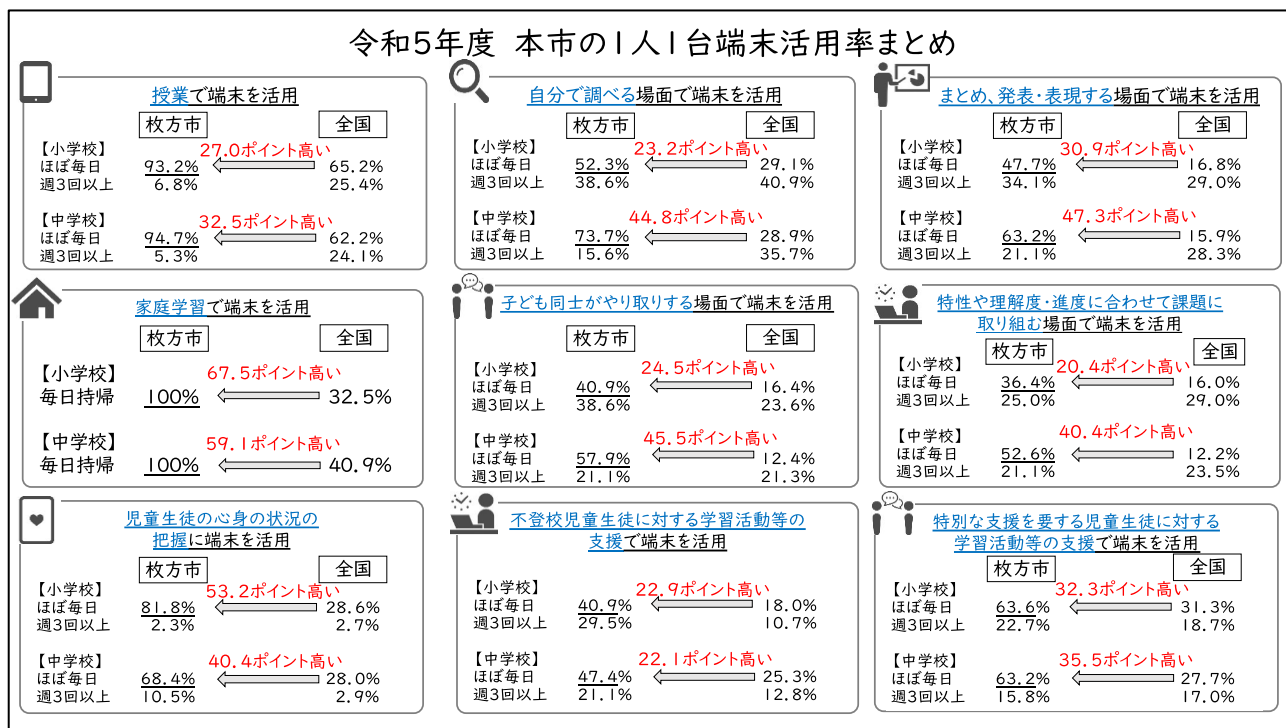 令和5年度 本市の1人1台端末活用率まとめ
授業で端末を活用
枚方市 全国
【小学校】 27.0ポイント高い
ほぼ毎日 93.2% 65.2%
週3回以上 6.8% 25.4%
【中学校】 32.5ポイント高い
ほぼ毎日 94.7% 62.2%
週3回以上 5.3% 24.1%
自分で調べる場面で端末を活用
枚方市 全国
【小学校】 23.2ポイント高い
ほぼ毎日 52.3% 29.1%
週3回以上 38.6% 40.9%
【中学校】 44.8ポイント高い
ほぼ毎日 73.7% 28.9%
週3回以上 15.6% 35.7%
まとめ、発表・表現する場面で端末を活用
枚方市 全国
【小学校】 30.9ポイント高い
ほぼ毎日 47.7% 16.8%
週3回以上 34.1% 29.0%
【中学校】 47.3ポイント高い
ほぼ毎日 63.2% 15.9%
週3回以上 21.1% 28.3%
家庭学習で端末を活用
枚方市 全国
【小学校】 67.5ポイント高い
毎日持帰 100% 32.5%
【中学校】 59.1ポイント高い
毎日持帰 100% 40.9%
子ども同士がやり取りする場面で端末を活用
枚方市 全国
【小学校】 24.5ポイント高い
ほぼ毎日 40.9% 16.4%
週3回以上 38.6% 23.6%
【中学校】 45.5ポイント高い
ほぼ毎日 57.9% 12.4%
週3回以上 21.1% 21.3%
特性や理解度・進度に合わせて課題に
取り組む場面で端末を活用
枚方市 全国
【小学校】 20.4ポイント高い
ほぼ毎日 36.4% 16.0%
週3回以上 25.0% 29.0%
【中学校】 40.4ポイント高い
ほぼ毎日 52.6% 12.2%
週3回以上 21.1% 23.5%
児童生徒の心身の状況の
把握に端末を活用
枚方市 全国
【小学校】 53.2ポイント高い
ほぼ毎日 81.8% 28.6%
週3回以上 2.3% 2.7%
【中学校】 40.4ポイント高い
ほぼ毎日 68.4% 28.0%
週3回以上 10.5% 2.9%
不登校児童生徒に対する学習活動等の
支援で端末を活用
【小学校】 22.9ポイント高い
ほぼ毎日 40.9% 18.0%
週3回以上 29.5% 10.7%
【中学校】 22.1ポイント高い
ほぼ毎日 47.4% 25.3%
週3回以上 21.1% 12.8%
特別な支援を要する児童生徒に対する
学習活動等の支援で端末を活用
枚方市 全国
【小学校】 32.3ポイント高い
ほぼ毎日 63.6% 31.3%
週3回以上 22.7% 18.7%
【中学校】 35.5ポイント高い
ほぼ毎日 63.2% 27.7%
週3回以上 15.8% 17.0%